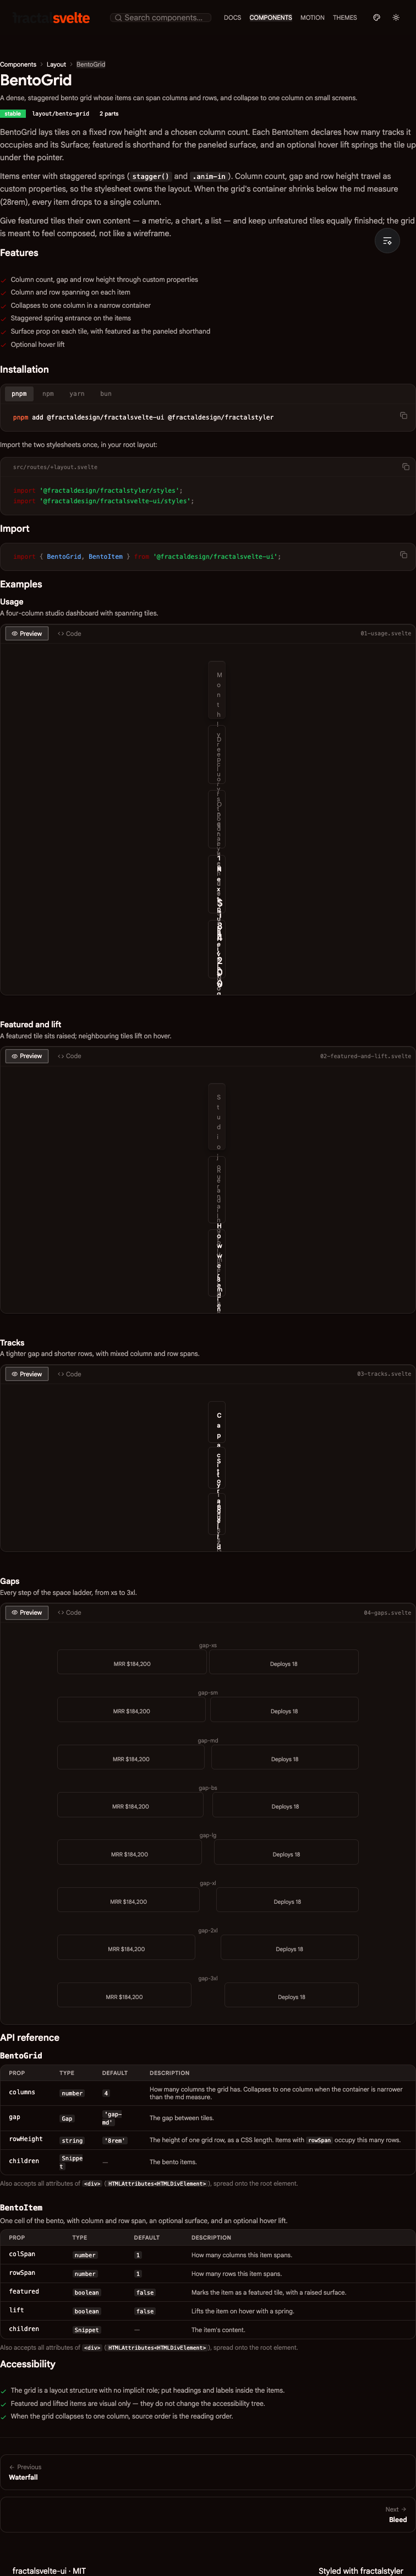 fractalsvelte
Search components...
DOCS
COMPONENTS
MOTION
THEMES
Components > Layout > BentoGrid
BentoGrid
A dense, staggered bento grid whose items can span columns and rows, and collapse to one column on small screens.
stable layout/bento-grid 2 parts
BentoGrid lays tiles on a fixed row height and a chosen column count. Each BentoItem declares how many tracks it
occupies and its Surface; featured is shorthand for the paneled surface, and an optional hover lift springs the tile up
under the pointer.
Items enter with staggered springs ( stagger() and .anim-in ). Column count, gap and row height travel as
custom properties, so the stylesheet owns the layout. When the grid's container shrinks below the md measure
(28rem), every item drops to a single column.
Give featured tiles their own content — a metric, a chart, a list — and keep unfeatured tiles equally finished; the grid
is meant to feel composed, not like a wireframe.
Features
Column count, gap and row height through custom properties
Column and row spanning on each item
Collapses to one column in a narrow container
Staggered spring entrance on the items
Surface prop on each tile, with featured as the paneled shorthand
Optional hover lift
Installation
pnpm npm yarn bun
pnpm add @fractaldesign/fractalsvelte-ui @fractaldesign/fractalstyler
Import the two stylesheets once, in your root layout:
src/routes/+layout.svelte
import '@fractaldesign/fractalstyler/styles';
import '@fractaldesign/fractalsvelte-ui/styles';
Import
import { BentoGrid, BentoItem } from '@fractaldesign/fractalsvelte-ui';
Examples
Usage
A four-column studio dashboard with spanning tiles.
Preview Code 01-usage.svelte
Featured and lift
A featured tile sits raised; neighbouring tiles lift on hover.
Preview Code 02-featured-and-lift.svelte
Tracks
A tighter gap and shorter rows, with mixed column and row spans.
Preview Code 03-tracks.svelte
Gaps
Every step of the space ladder, from xs to 3xl.
Preview Code 04-gaps.svelte
gap-xs
MRR $184,200 Deploys 18
gap-sm
MRR $184,200 Deploys 18
gap-md
MRR $184,200 Deploys 18
gap-bs
MRR $184,200 Deploys 18
gap-lg
MRR $184,200 Deploys 18
gap-xl
MRR $184,200 Deploys 18
gap-2xl
MRR $184,200 Deploys 18
gap-3xl
MRR $184,200 Deploys 18
API reference
BentoGrid
PROP TYPE DEFAULT DESCRIPTION
columns number 4 How many columns the grid has. Collapses to one column when the container is narrower
than the md measure.
gap Gap 'gap-
md' The gap between tiles.
rowHeight string '8rem' The height of one grid row, as a CSS length. Items with rowSpan occupy this many rows.
children Snippe
t — The bento items.
Also accepts all attributes of <div> ( HTMLAttributes<HTMLDivElement> ), spread onto the root element.
BentoItem
One cell of the bento, with column and row span, an optional surface, and an optional hover lift.
PROP TYPE DEFAULT DESCRIPTION
colSpan number 1 How many columns this item spans.
rowSpan number 1 How many rows this item spans.
featured boolean false Marks the item as a featured tile, with a raised surface.
lift boolean false Lifts the item on hover with a spring.
children Snippet — The item's content.
Also accepts all attributes of <div> ( HTMLAttributes<HTMLDivElement> ), spread onto the root element.
Accessibility
The grid is a layout structure with no implicit role; put headings and labels inside the items.
Featured and lifted items are visual only — they do not change the accessibility tree.
When the grid collapses to one column, source order is the reading order.
← Previous
Waterfall
Next →
Bleed
fractalsvelte-ui · MIT
Styled with fractalstyler